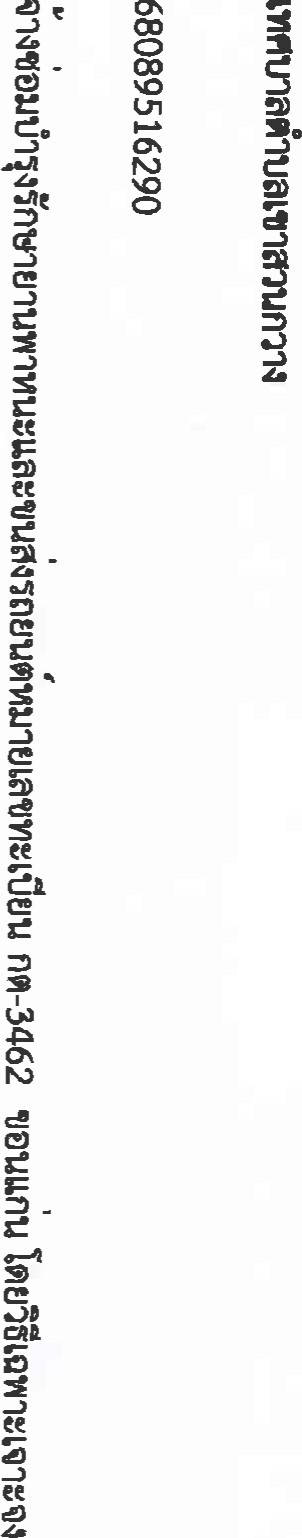 เทศบาลตำบลเขาสวนกวาง
68089516290
จ้างซ่อมบำรุงรักษายานพาหนะและขนส่งรถยนต์หมายเลขทะเบียน กต-3462 ขอนแก่น โดยวิธีเฉพาะเจาะจง